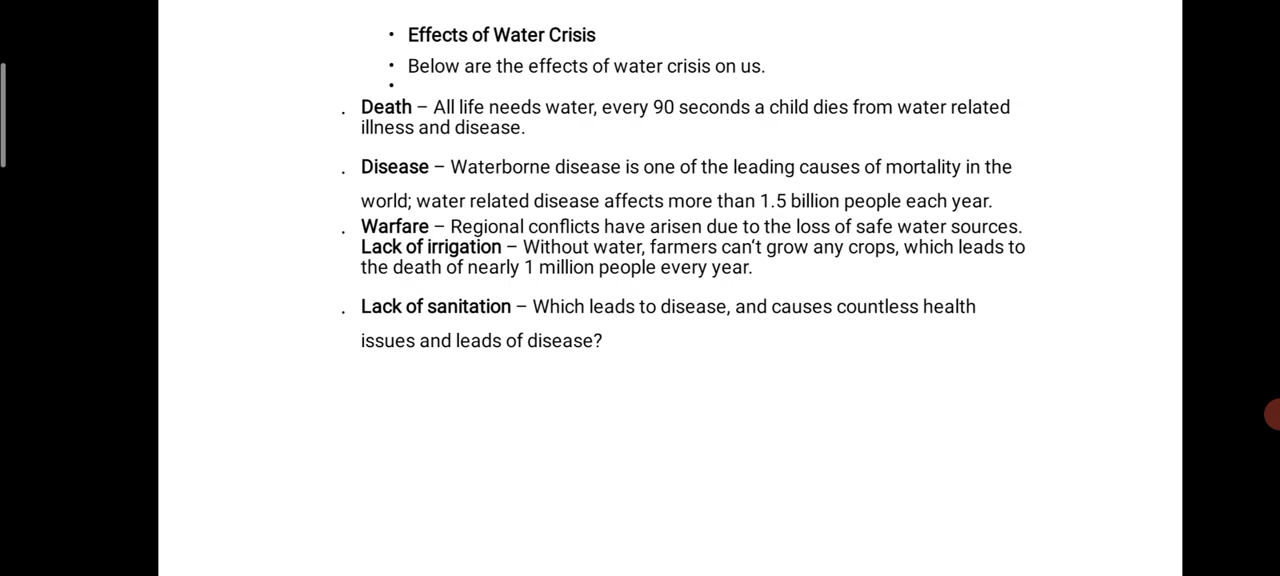 • Effects of Water Crisis
• Below are the effects of water crisis on us.
•
. Death – All life needs water, every 90 seconds a child dies from water related
illness and disease.
. Disease – Waterborne disease is one of the leading causes of mortality in the
world; water related disease affects more than 1.5 billion people each year.
. Warfare – Regional conflicts have arisen due to the loss of safe water sources.
Lack of irrigation – Without water, farmers can‘t grow any crops, which leads to
the death of nearly 1 million people every year.
. Lack of sanitation – Which leads to disease, and causes countless health
issues and leads of disease?